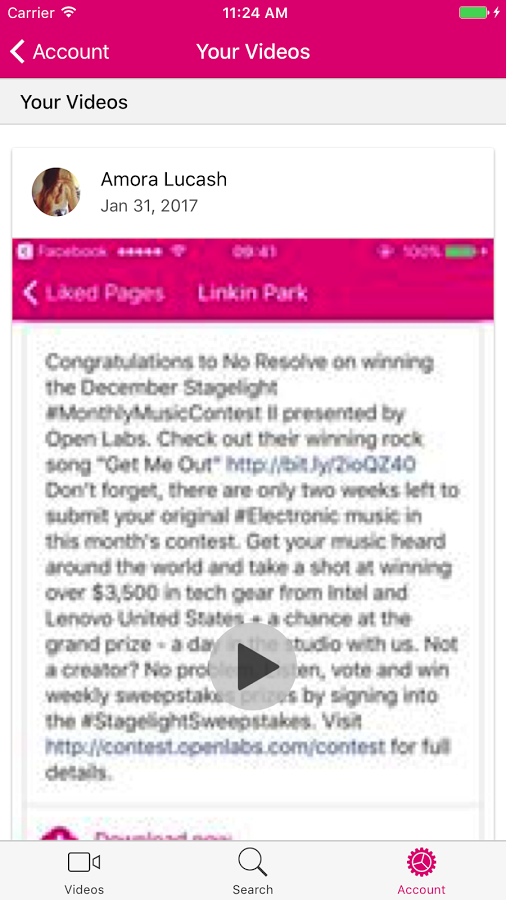 Carrier 11:24 AM
Account Your Videos
Your Videos
Amora Lucash
Jan 31, 2017
Facebook 09:41 100%
Liked Pages Linkin Park
Congratulations to No Resolve on winning
the December Stagelight
#MonthlyMusicContest II presented by
Open Labs. Check out their winning rock
song "Get Me Out" http://bit.ly/2ioQZ40
Don't forget, there are only two weeks left to
submit your original #Electronic music in
this month's contest. Get your music heard
around the world and take a shot at winning
over $3,500 in tech gear from Intel and
Lenovo United States + a chance at the
grand prize - a day in the studio with us. Not
a creator? No problem, listen, vote and win
weekly sweepstakes prizes by signing into
the #StagelightSweepstakes. Visit
http://contest.openlabs.com/contest for full
details.
Download now
Videos Search Account